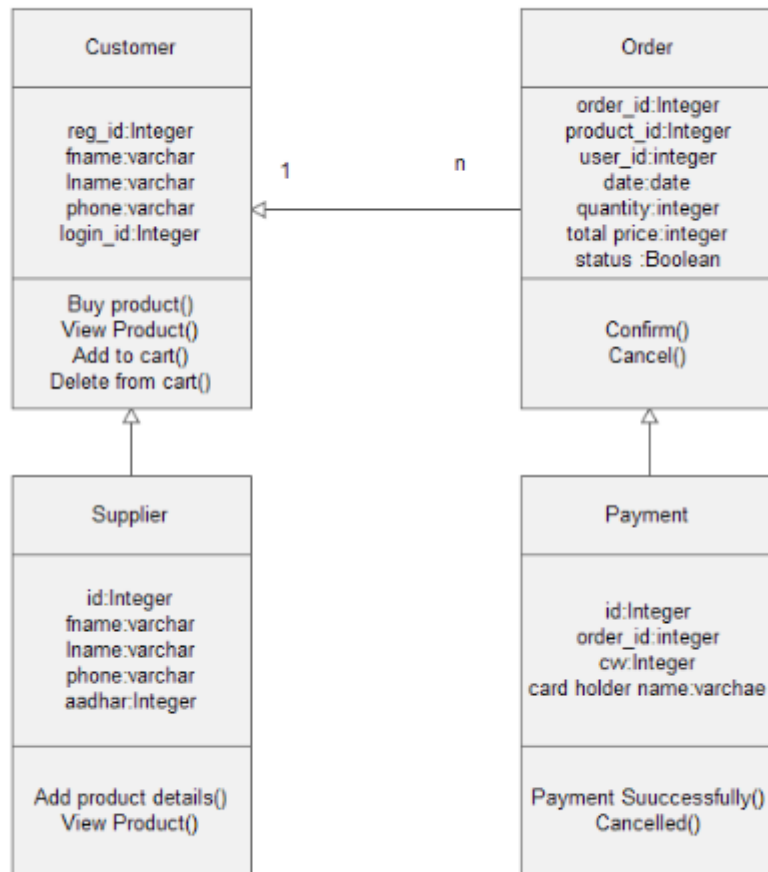 Customer
reg_id:Integer
fname:varchar
lname:varchar
phone:varchar
login_id:Integer
Buy product()
View Product()
Add to cart()
Delete from cart()
1
n
Order
order_id:Integer
product_id:Integer
user_id:integer
date:date
quantity:integer
total price:integer
status :Boolean
Confirm()
Cancel()
Supplier
id:Integer
fname:varchar
lname:varchar
phone:varchar
aadhar:Integer
Add product details()
View Product()
Payment
id:Integer
order_id:integer
cvv:Integer
card holder name:varchae
Payment Suuccessfully()
Cancelled()